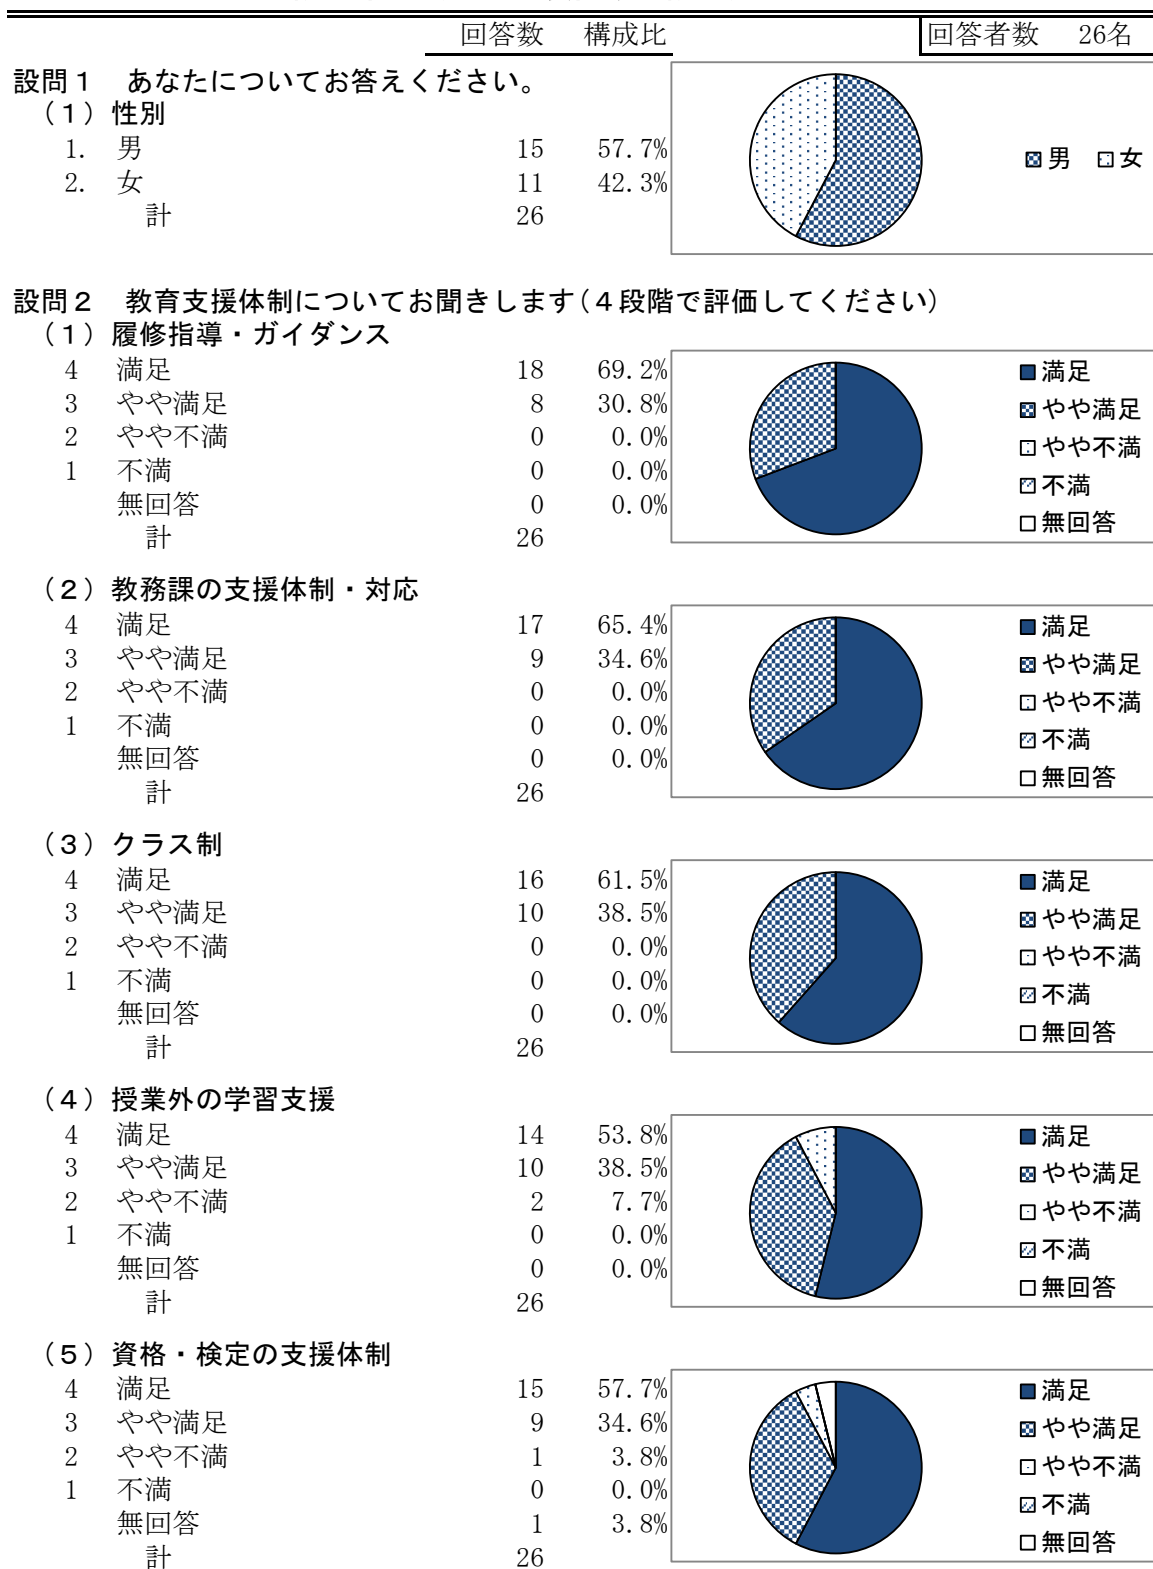 回答数 構成比 回答者数 26名
設問1 あなたについてお答えください。
(1)性別
1. 男 15 57.7%
2. 女 11 42.3%
計 26
男 女
設問2 教育支援体制についてお聞きします(4段階で評価してください)
(1)履修指導・ガイダンス
4 満足 18 69.2%
3 やや満足 8 30.8%
2 やや不満 0 0.0%
1 不満 0 0.0%
無回答 0 0.0%
計 26
満足
やや満足
やや不満
不満
無回答
(2)教務課の支援体制・対応
4 満足 17 65.4%
3 やや満足 9 34.6%
2 やや不満 0 0.0%
1 不満 0 0.0%
無回答 0 0.0%
計 26
満足
やや満足
やや不満
不満
無回答
(3)クラス制
4 満足 16 61.5%
3 やや満足 10 38.5%
2 やや不満 0 0.0%
1 不満 0 0.0%
無回答 0 0.0%
計 26
満足
やや満足
やや不満
不満
無回答
(4)授業外の学習支援
4 満足 14 53.8%
3 やや満足 10 38.5%
2 やや不満 2 7.7%
1 不満 0 0.0%
無回答 0 0.0%
計 26
満足
やや満足
やや不満
不満
無回答
(5)資格・検定の支援体制
4 満足 15 57.7%
3 やや満足 9 34.6%
2 やや不満 1 3.8%
1 不満 0 0.0%
無回答 1 3.8%
計 26
満足
やや満足
やや不満
不満
無回答